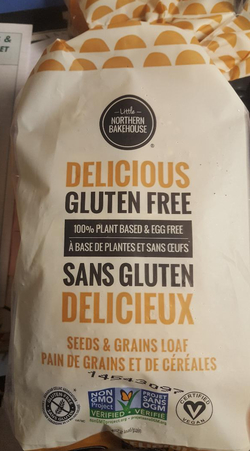 Little
NORTHERN
BAKEHOUSE
®
DELICIOUS
GLUTEN FREE
100% PLANT BASED & EGG FREE
À BASE DE PLANTES ET SANS ŒUFS
SANS GLUTEN
DELICIEUX
SEEDS & GRAINS LOAF
PAIN DE GRAINS ET DE CÉRÉALES
14543097
NON
GMO
Project
VERIFIED
PROJET
SANS
OGM
VÉRIFIÉ
CERTIFIED
VEGAN